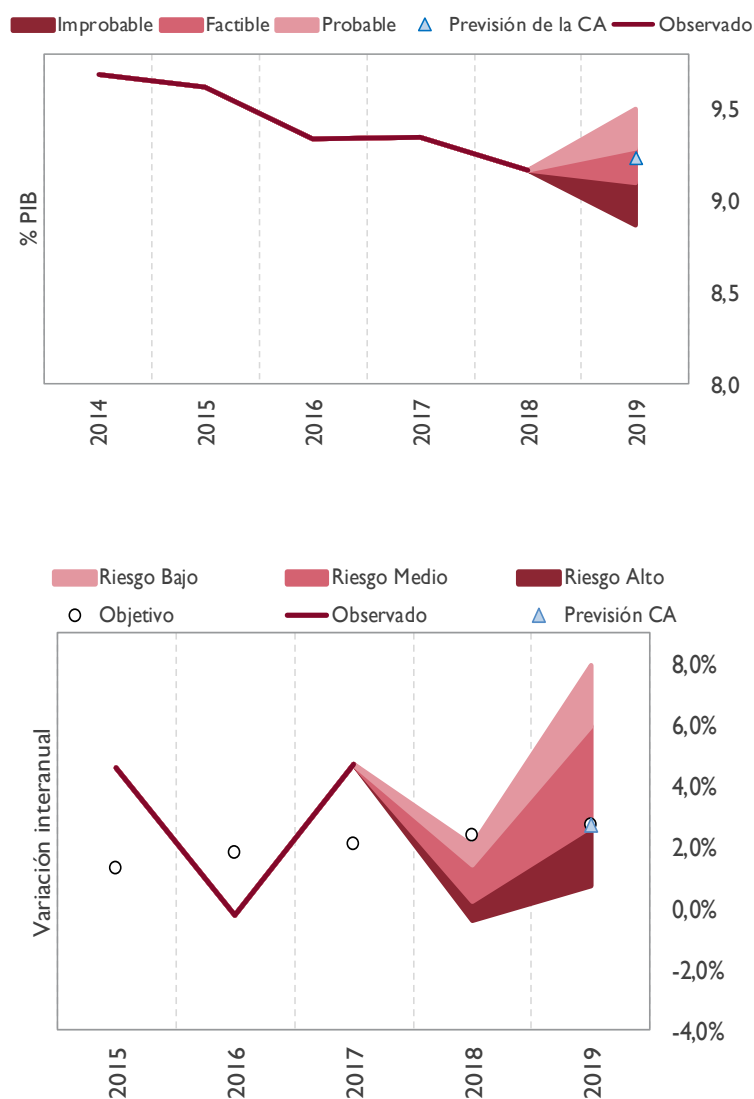 Improbable Factible Probable Previsión de la CA Observado
% PIB
9,5
9,0
8,5
8,0
2014 2015 2016 2017 2018 2019
Riesgo Bajo Riesgo Medio Riesgo Alto
Objetivo Observado Previsión CA
Variación interanual
8,0%
6,0%
4,0%
2,0%
0,0%
-2,0%
-4,0%
2015 2016 2017 2018 2019